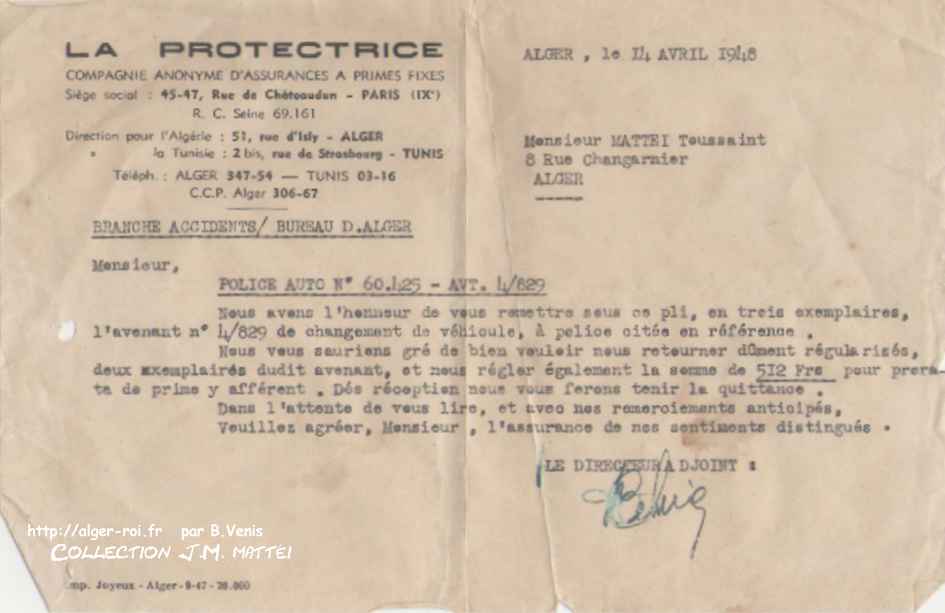 LA PROTECTRICE
COMPAGNIE ANONYME D'ASSURANCES A PRIMES FIXES
Siège social : 45-47, Rue de Châteaudun - PARIS (IXᵉ)
R. C. Seine 69.161
Direction pour l'Algérie : 51, rue d'Isly - ALGER
" la Tunisie : 2 bis, rue de Strasbourg - TUNIS
Téléph. : ALGER 347-54 — TUNIS 03-16
C.C.P. Alger 306-67
BRANCHE ACCIDENTS/ BUREAU D.ALGER
ALGER , le 14 AVRIL 1948
Monsieur MATTEI Toussaint
8 Rue Changarnier
ALGER
Monsieur,
POLICE AUTO N° 60.425 - AVT. 4/829
Nous avons l'honneur de vous remettre sous ce pli, en trois exemplaires,
l'avenant n° 4/829 de changement de véhicule, à police citée en référence .
Nous vous saurions gré de bien vouloir nous retourner dûment régularisés,
deux exemplairés dudit avenant, et nous régler également la somme de 512 Frs pour prora-
ta de prime y afférent . Dés réception nous vous ferons tenir la quittance .
Dans l'attente de vous lire, et avec nos remerciements anticipés,
Veuillez agréer, Monsieur , l'assurance de nos sentiments distingués .
LE DIRECTEUR ADJOINT :
http://alger-roi.fr par B.Venis
COLLECTION J.M. MATTEI
Imp. Joyeux - Alger - 9-47 - 20.000